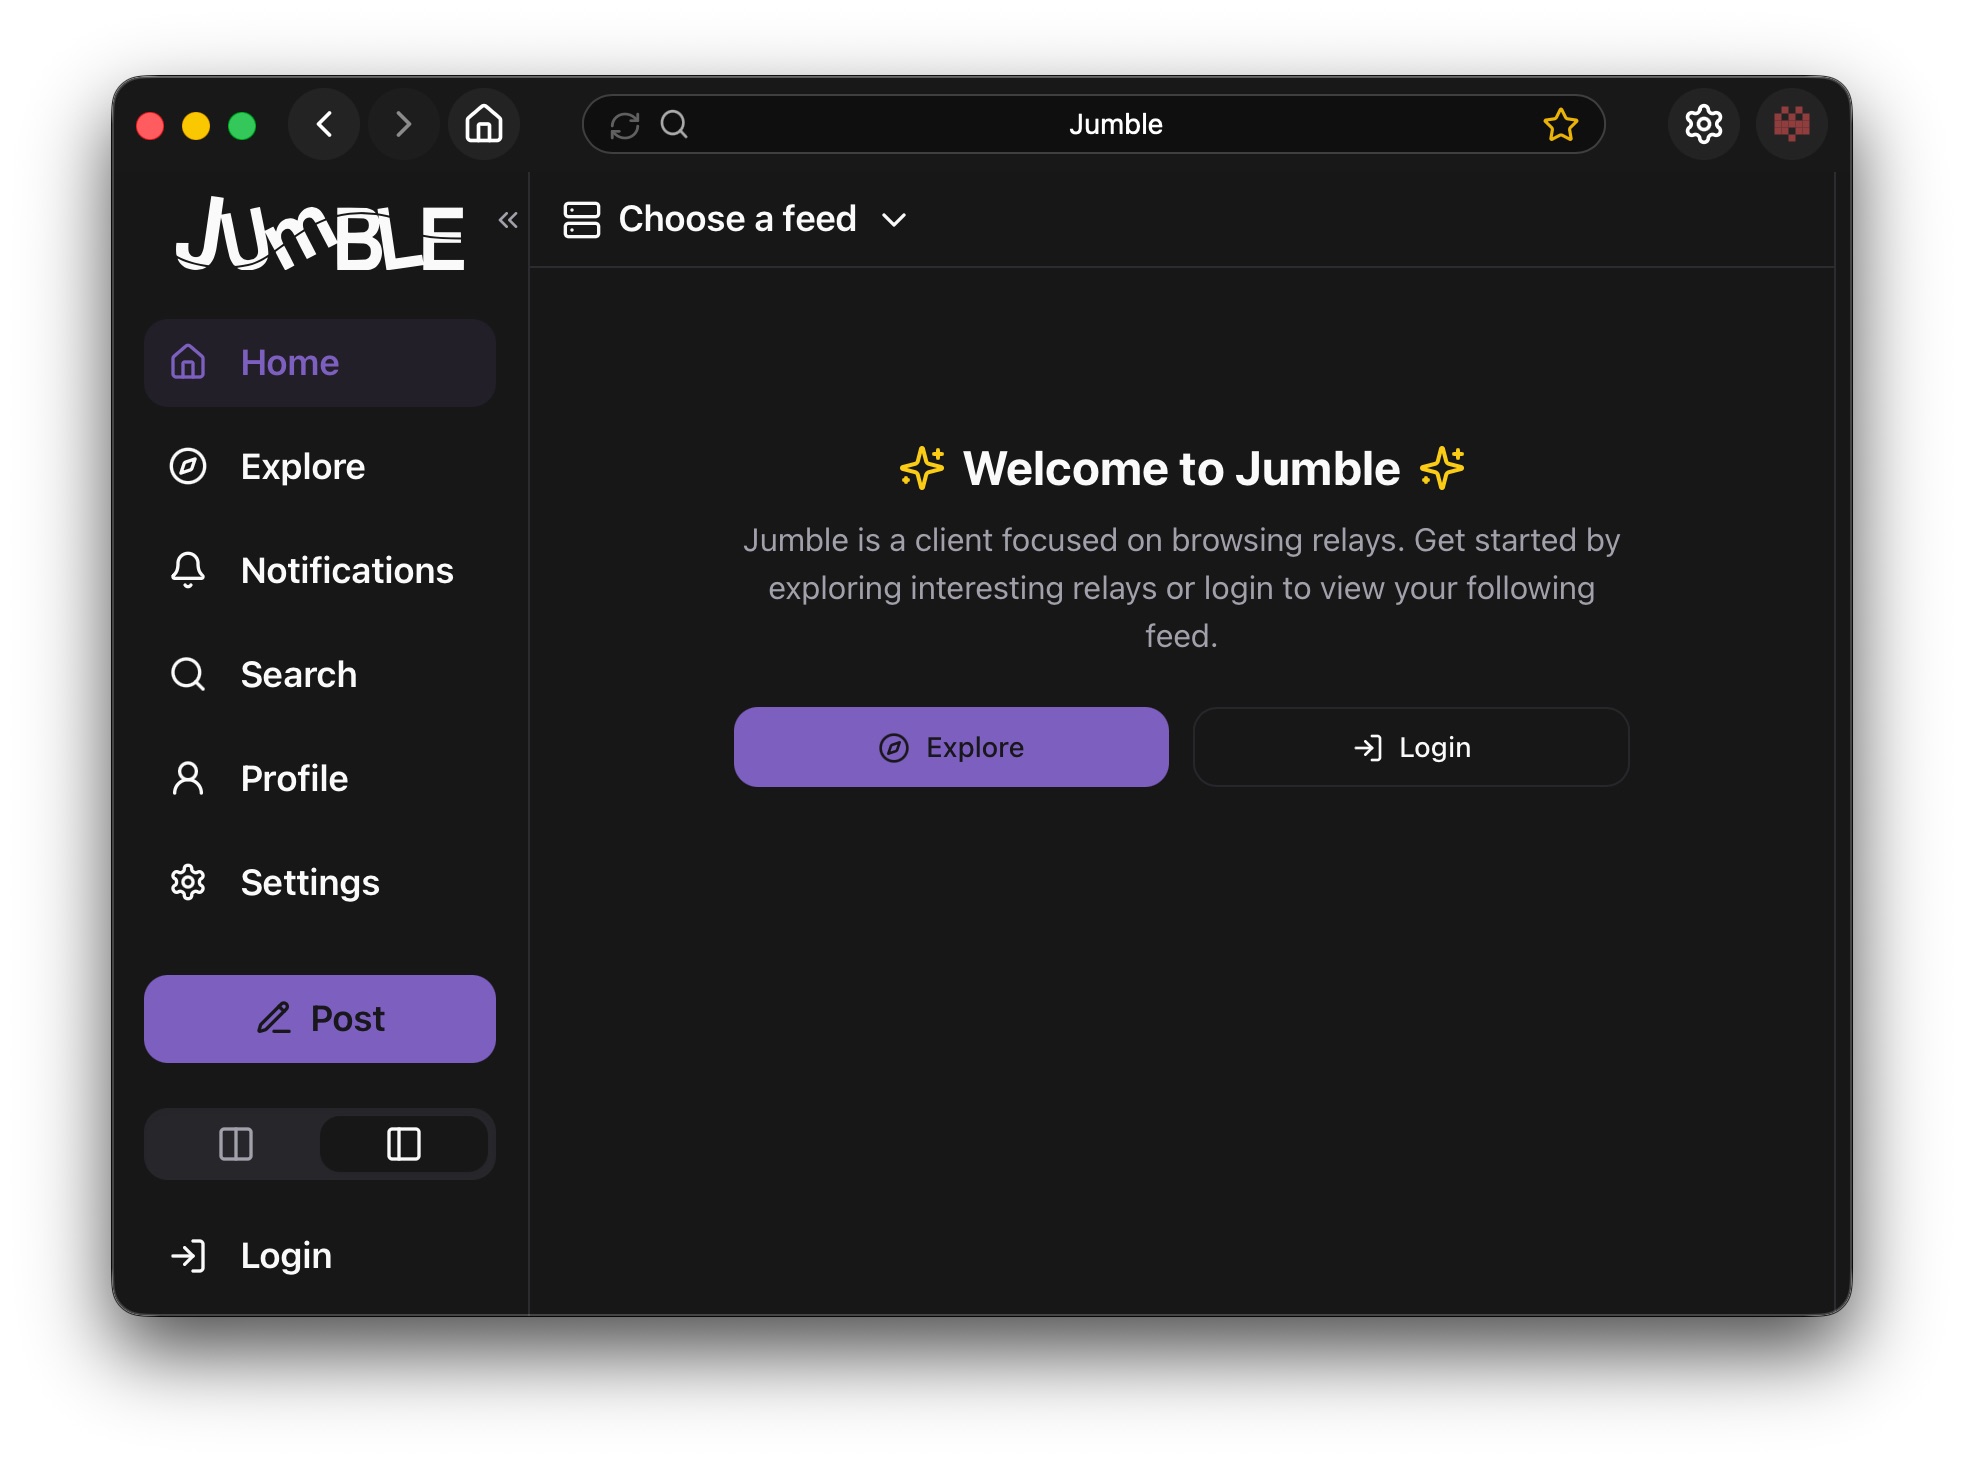 Jumble
JUmBLE
Choose a feed
Home
Explore
Notifications
Search
Profile
Settings
Post
Login
Welcome to Jumble
Jumble is a client focused on browsing relays. Get started by
exploring interesting relays or login to view your following
feed.
Explore
Login